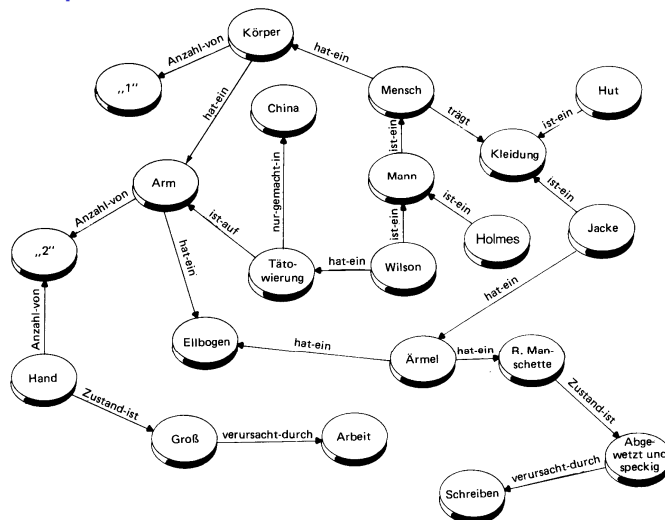 Körper
Anzahl-von
hat-ein
„1"
hat-ein
China
Mensch
Hut
trägt
ist-ein
Kleidung
nur-gemacht-in
ist-ein
Arm
Mann
ist-ein
Anzahl-von
ist-auf
ist-ein
ist-ein
Holmes
Jacke
„2"
hat-ein
Täto-
wierung
hat-ein
Wilson
hat-ein
Anzahl-von
Ellbogen
hat-ein
Ärmel
hat-ein
R. Man-
schette
Hand
Zustand-ist
Zustand-ist
Groß
verursacht-durch
Arbeit
Abge-
wetzt und
speckig
verursacht-durch
Schreiben